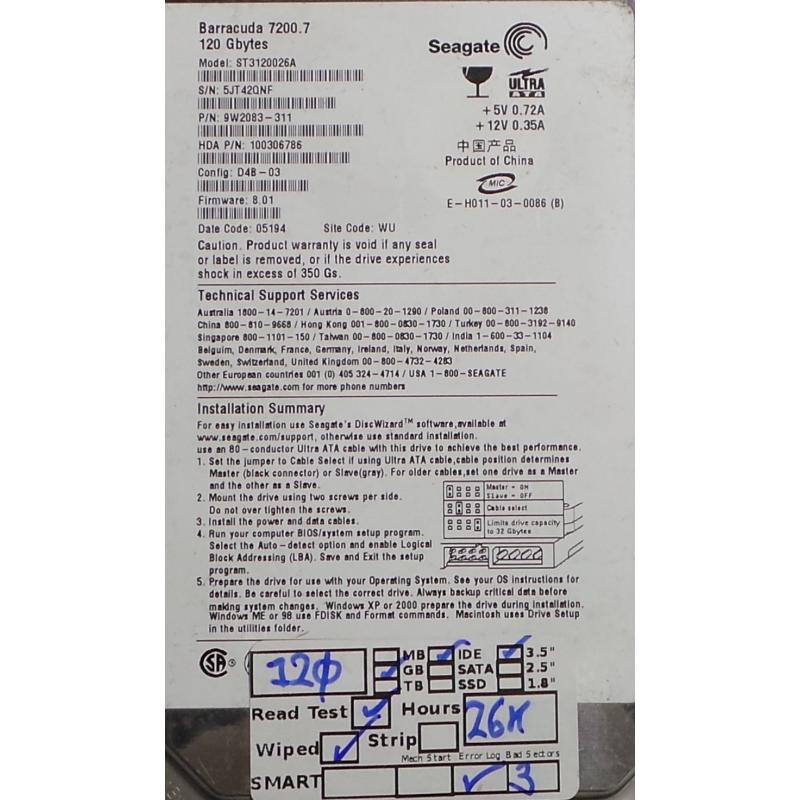 Barracuda 7200.7
120 Gbytes
Model: ST3120026A
S/N: 5JT42QNF
P/N: 9W2083-311
HDA P/N: 100306786
Config: D4B-03
Firmware: 8.01
Date Code: 05194 Site Code: WU
Seagate
ULTRA
ATA
+5V 0.72A
+12V 0.35A
中国产品
Product of China
MIC
E-H011-03-0086 (B)
Caution. Product warranty is void if any seal
or label is removed, or if the drive experiences
shock in excess of 350 Gs.
Technical Support Services
Australia 1800-14-7201 / Austria 0-800-20-1290 / Poland 00-800-311-1238
China 800-810-9668 / Hong Kong 001-800-0830-1730 / Turkey 00-800-3192-9140
Singapore 800-1101-150 / Taiwan 00-800-0830-1730 / India 1-600-33-1104
Belguim, Denmark, France, Germany, Ireland, Italy, Norway, Netherlands, Spain,
Sweden, Switzerland, United Kingdom 00-800-4732-4283
Other European countries 001 (0) 405 324-4714 / USA 1-800-SEAGATE
http://www.seagate.com for more phone numbers
Installation Summary
For easy installation use Seagate's DiscWizard™ software,available at
www.seagate.com/support, otherwise use standard installation.
use an 80-conductor Ultra ATA cable with this drive to achieve the best performance.
1. Set the jumper to Cable Select if using Ultra ATA cable,cable position determines
Master (black connector) or Slave(gray). For older cables,set one drive as a Master
and the other as a Slave.
2. Mount the drive using two screws per side.
Do not over tighten the screws.
3. Install the power and data cables.
4. Run your computer BIOS/system setup program.
Select the Auto-detect option and enable Logical
Block Addressing (LBA). Save and Exit the setup
program.
Master - ON
Slave - OFF
Cable select
Limits drive capacity
to 32 Gbytes
5. Prepare the drive for use with your Operating System. See your OS instructions for
details. Be careful to select the correct drive. Always backup critical data before
making system changes. Windows XP or 2000 prepare the drive during installation.
Windows ME or 98 use FDISK and Format commands. Macintosh uses Drive Setup
in the utilities folder.
120 MB IDE 3.5"
GB SATA 2.5"
TB SSD 1.8"
Read Test Hours 26K
Wiped Strip
Mech Start Error Log Bad Sectors
SMART 3